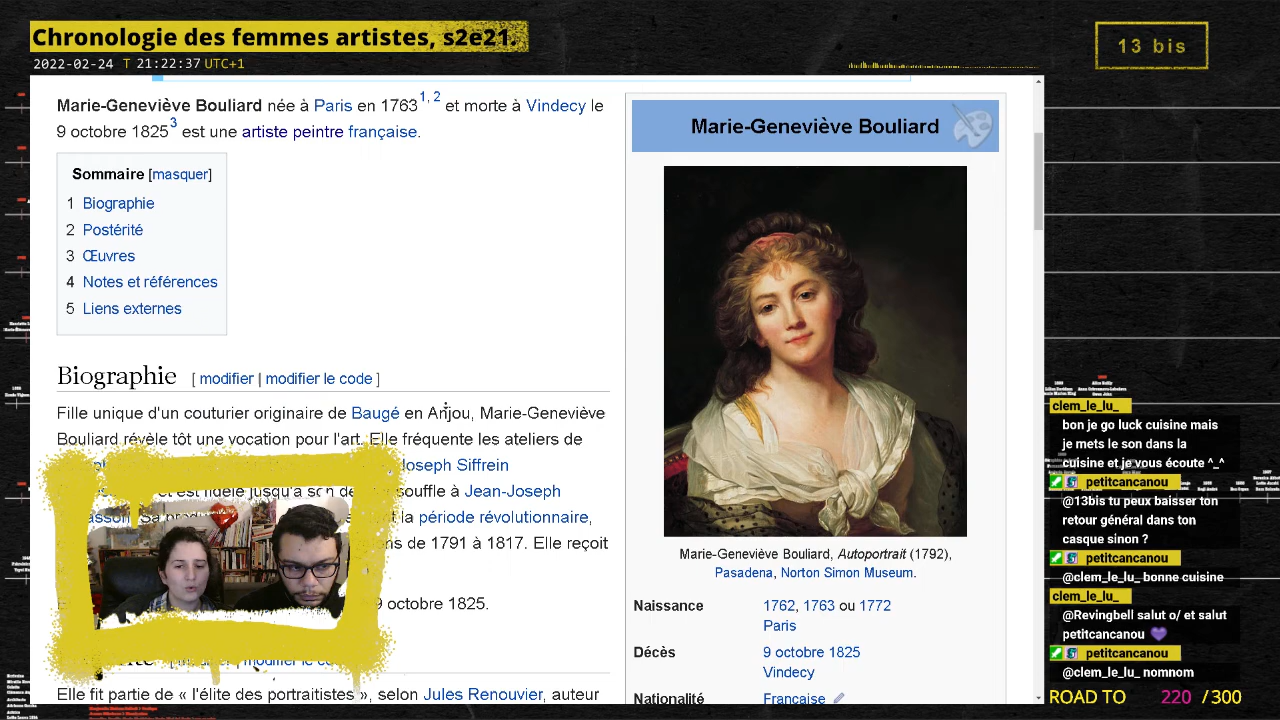 Chronologie des femmes artistes, s2e21.
2022-02-24 T 21:22:37 UTC+1
13 bis
Marie-Geneviève Bouliard née à Paris en 1763 1, 2 et morte à Vindecy le
9 octobre 1825 3 est une artiste peintre française.
Sommaire [masquer]
1 Biographie
2 Postérité
3 Œuvres
4 Notes et références
5 Liens externes
Biographie [ modifier | modifier le code ]
Fille unique d'un couturier originaire de Baugé en Anjou, Marie-Geneviève
Bouliard révèle tôt une vocation pour l'art. Elle fréquente les ateliers de
Joseph Siffrein
et est fidèle jusqu'à son souffle à Jean-Joseph
la période révolutionnaire,
de 1791 à 1817. Elle reçoit
9 octobre 1825.
Elle fit partie de « l'élite des portraitistes », selon Jules Renouvier, auteur
Marie-Geneviève Bouliard
Marie-Geneviève Bouliard, Autoportrait (1792),
Pasadena, Norton Simon Museum.
Naissance 1762, 1763 ou 1772
Paris
Décès 9 octobre 1825
Vindecy
Nationalité Française
clem_le_lu_
bon je go luck cuisine mais
je mets le son dans la
cuisine et je vous écoute ^_^
petitcancanou
@13bis tu peux baisser ton
retour général dans ton
casque sinon ?
petitcancanou
@clem_le_lu_ bonne cuisine
clem_le_lu_
@Revingbell salut o/ et salut
petitcancanou 💜
petitcancanou
@clem_le_lu_ nomnom
ROAD TO 220 / 300